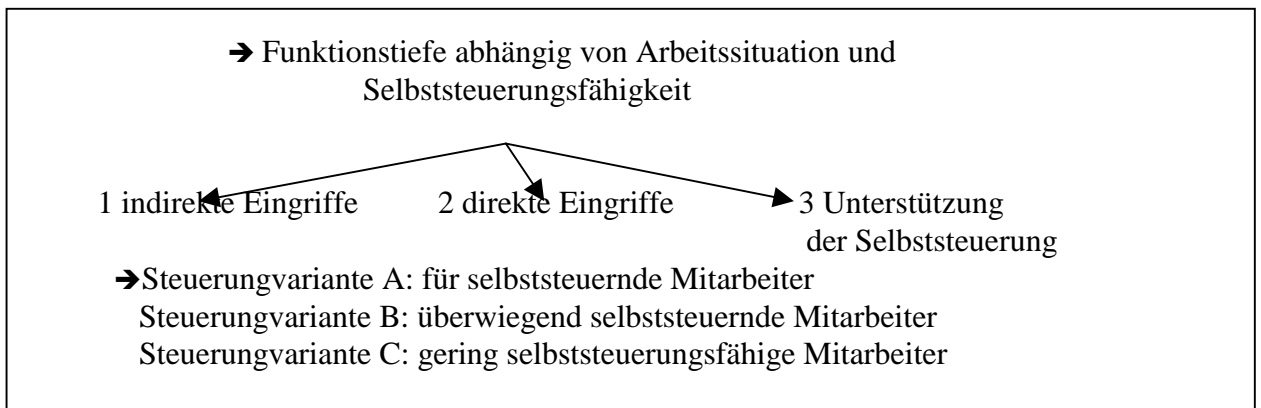 ➔ Funktionstiefe abhängig von Arbeitssituation und
Selbststeuerungsfähigkeit
1 indirekte Eingriffe 2 direkte Eingriffe 3 Unterstützung
der Selbststeuerung
➔Steuerungvariante A: für selbststeuernde Mitarbeiter
Steuerungvariante B: überwiegend selbststeuernde Mitarbeiter
Steuerungvariante C: gering selbststeuerungsfähige Mitarbeiter